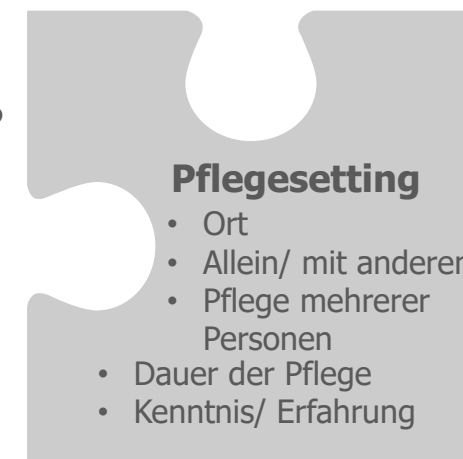 Pflegesetting
• Ort
• Allein/ mit anderen
• Pflege mehrerer
Personen
• Dauer der Pflege
• Kenntnis/ Erfahrung